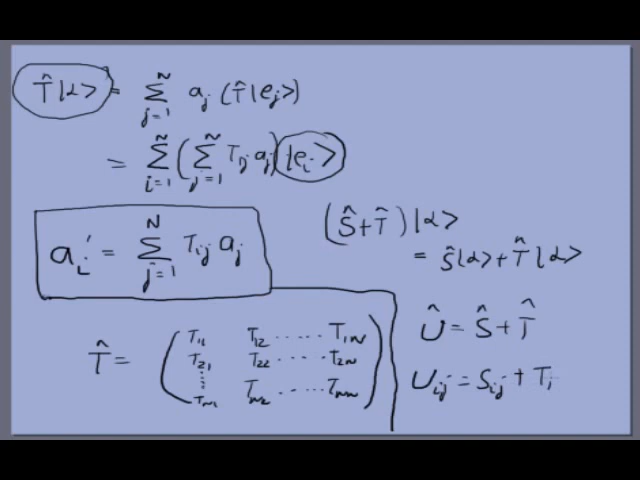 T̂|α> = Σ_{j=1}^{N} a_j (T̂|e_j>)
= Σ_{i=1}^{N} (Σ_{j=1}^{N} T_{ij} a_j)|e_i>
a_i' = Σ_{j=1}^{N} T_{ij} a_j
(Ŝ+T̂)|α>
= Ŝ|α> + T̂|α>
T̂ = ( T_{11} T_{12} ..... T_{1N}
T_{21} T_{22} ...... T_{2N}
⋮
T_{N1} T_{N2} ..... T_{NN} )
Û = Ŝ + T̂
U_{ij} = S_{ij} + T_i